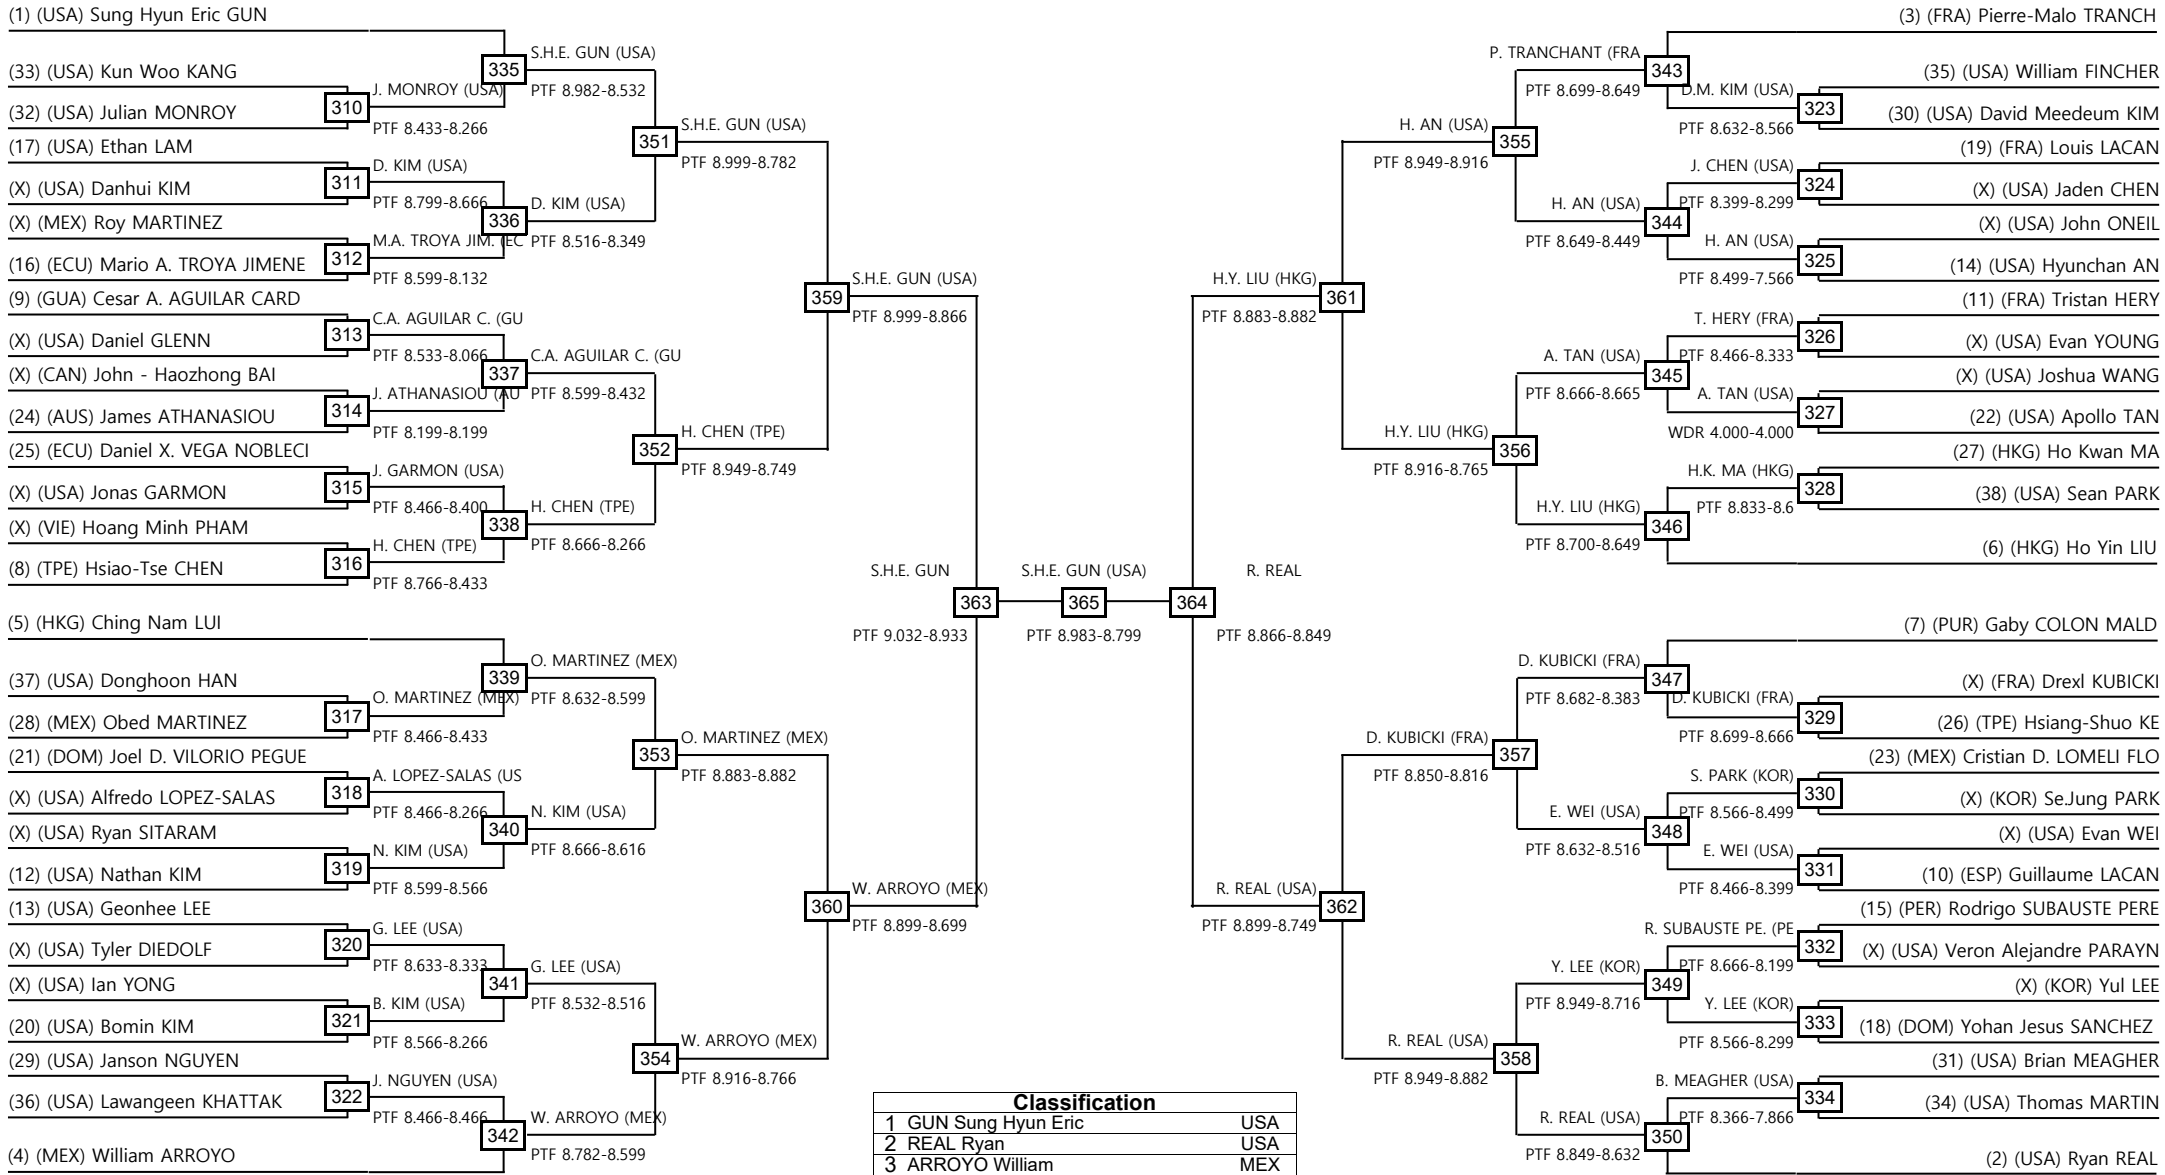 (1) (USA) Sung Hyun Eric GUN
(33) (USA) Kun Woo KANG
(32) (USA) Julian MONROY
(17) (USA) Ethan LAM
(X) (USA) Danhui KIM
(X) (MEX) Roy MARTINEZ
(16) (ECU) Mario A. TROYA JIMENE
(9) (GUA) Cesar A. AGUILAR CARD
(X) (USA) Daniel GLENN
(X) (CAN) John - Haozhong BAI
(24) (AUS) James ATHANASIOU
(25) (ECU) Daniel X. VEGA NOBLECI
(X) (USA) Jonas GARMON
(X) (VIE) Hoang Minh PHAM
(8) (TPE) Hsiao-Tse CHEN
(5) (HKG) Ching Nam LUI
(37) (USA) Donghoon HAN
(28) (MEX) Obed MARTINEZ
(21) (DOM) Joel D. VILORIO PEGUE
(X) (USA) Alfredo LOPEZ-SALAS
(X) (USA) Ryan SITARAM
(12) (USA) Nathan KIM
(13) (USA) Geonhee LEE
(X) (USA) Tyler DIEDOLF
(X) (USA) Ian YONG
(20) (USA) Bomin KIM
(29) (USA) Janson NGUYEN
(36) (USA) Lawangeen KHATTAK
(4) (MEX) William ARROYO
310
J. MONROY (USA)
PTF 8.433-8.266
311
D. KIM (USA)
PTF 8.799-8.666
312
M.A. TROYA JIM. (EC
PTF 8.599-8.132
313
C.A. AGUILAR C. (GU
PTF 8.533-8.066
314
J. ATHANASIOU (AU
PTF 8.199-8.199
315
J. GARMON (USA)
PTF 8.466-8.400
316
H. CHEN (TPE)
PTF 8.766-8.433
317
O. MARTINEZ (MEX)
PTF 8.466-8.433
318
A. LOPEZ-SALAS (US
PTF 8.466-8.266
319
N. KIM (USA)
PTF 8.599-8.566
320
G. LEE (USA)
PTF 8.633-8.333
321
B. KIM (USA)
PTF 8.566-8.266
322
J. NGUYEN (USA)
PTF 8.466-8.466
335
S.H.E. GUN (USA)
PTF 8.982-8.532
336
D. KIM (USA)
PTF 8.516-8.349
337
C.A. AGUILAR C. (GU
PTF 8.599-8.432
338
H. CHEN (TPE)
PTF 8.666-8.266
339
O. MARTINEZ (MEX)
PTF 8.632-8.599
340
N. KIM (USA)
PTF 8.666-8.616
341
G. LEE (USA)
PTF 8.532-8.516
342
W. ARROYO (MEX)
PTF 8.782-8.599
351
S.H.E. GUN (USA)
PTF 8.999-8.782
352
H. CHEN (TPE)
PTF 8.949-8.749
353
O. MARTINEZ (MEX)
PTF 8.883-8.882
354
W. ARROYO (MEX)
PTF 8.916-8.766
359
S.H.E. GUN (USA)
PTF 8.999-8.866
360
W. ARROYO (MEX)
PTF 8.899-8.699
S.H.E. GUN
363
PTF 9.032-8.933
S.H.E. GUN (USA)
365
PTF 8.983-8.799
R. REAL
364
PTF 8.866-8.849
H.Y. LIU (HKG)
361
PTF 8.883-8.882
R. REAL (USA)
362
PTF 8.899-8.749
H. AN (USA)
355
PTF 8.949-8.916
H.Y. LIU (HKG)
356
PTF 8.916-8.765
D. KUBICKI (FRA)
357
PTF 8.850-8.816
R. REAL (USA)
358
PTF 8.949-8.882
P. TRANCHANT (FRA
343
PTF 8.699-8.649
H. AN (USA)
344
PTF 8.649-8.449
A. TAN (USA)
345
PTF 8.666-8.665
H.Y. LIU (HKG)
346
PTF 8.700-8.649
D. KUBICKI (FRA)
347
PTF 8.682-8.383
E. WEI (USA)
348
PTF 8.632-8.516
Y. LEE (KOR)
349
PTF 8.949-8.716
R. REAL (USA)
350
PTF 8.849-8.632
D.M. KIM (USA)
323
PTF 8.632-8.566
J. CHEN (USA)
324
PTF 8.399-8.299
H. AN (USA)
325
PTF 8.499-7.566
T. HERY (FRA)
326
PTF 8.466-8.333
A. TAN (USA)
327
WDR 4.000-4.000
H.K. MA (HKG)
328
PTF 8.833-8.6
D. KUBICKI (FRA)
329
PTF 8.699-8.666
S. PARK (KOR)
330
PTF 8.566-8.499
E. WEI (USA)
331
PTF 8.466-8.399
R. SUBAUSTE PE. (PE
332
PTF 8.666-8.199
Y. LEE (KOR)
333
PTF 8.566-8.299
B. MEAGHER (USA)
334
PTF 8.366-7.866
(3) (FRA) Pierre-Malo TRANCH
(35) (USA) William FINCHER
(30) (USA) David Meedeum KIM
(19) (FRA) Louis LACAN
(X) (USA) Jaden CHEN
(X) (USA) John ONEIL
(14) (USA) Hyunchan AN
(11) (FRA) Tristan HERY
(X) (USA) Evan YOUNG
(X) (USA) Joshua WANG
(22) (USA) Apollo TAN
(27) (HKG) Ho Kwan MA
(38) (USA) Sean PARK
(6) (HKG) Ho Yin LIU
(7) (PUR) Gaby COLON MALD
(X) (FRA) Drexl KUBICKI
(26) (TPE) Hsiang-Shuo KE
(23) (MEX) Cristian D. LOMELI FLO
(X) (KOR) SeJung PARK
(X) (USA) Evan WEI
(10) (ESP) Guillaume LACAN
(15) (PER) Rodrigo SUBAUSTE PERE
(X) (USA) Veron Alejandre PARAYN
(X) (KOR) Yul LEE
(18) (DOM) Yohan Jesus SANCHEZ
(31) (USA) Brian MEAGHER
(34) (USA) Thomas MARTIN
(2) (USA) Ryan REAL
Classification
1 GUN Sung Hyun Eric USA
2 REAL Ryan USA
3 ARROYO William MEX